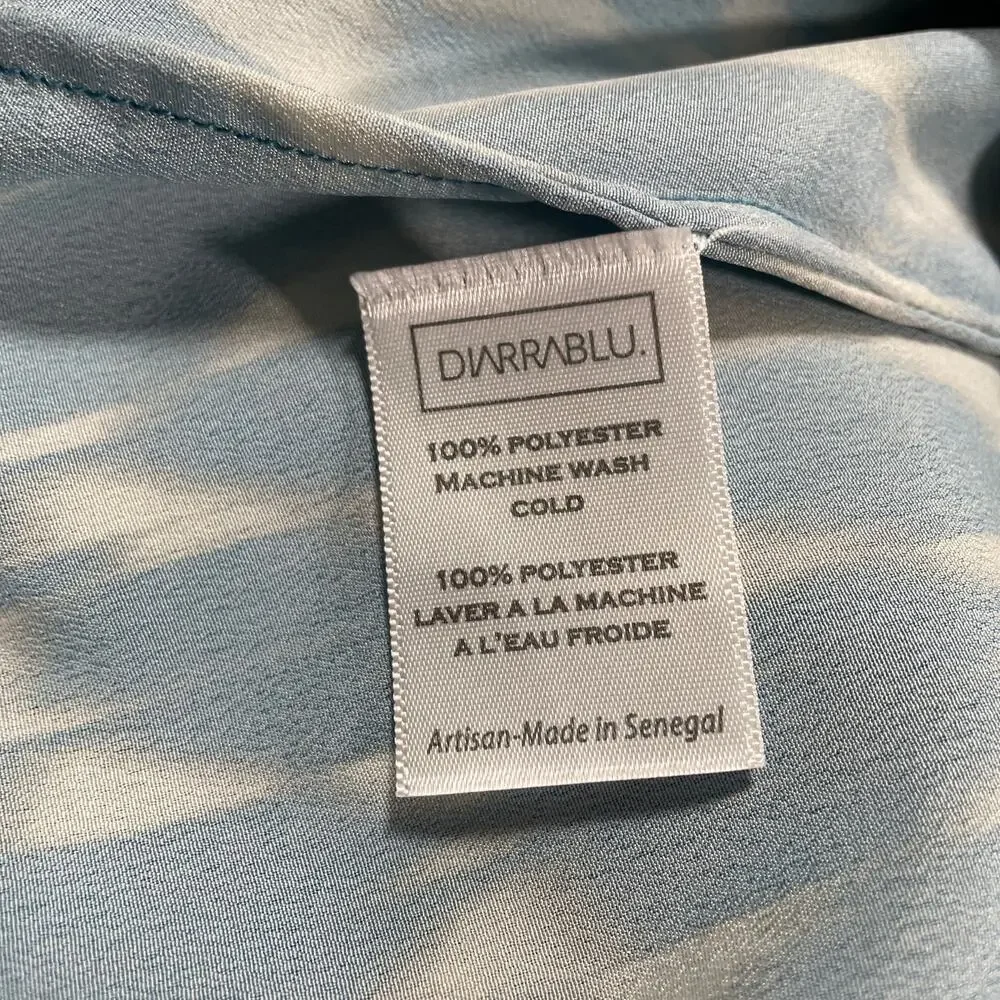 DIARRABLU.
100% POLYESTER
MACHINE WASH
COLD
100% POLYESTER
LAVER A LA MACHINE
A L'EAU FROIDE
Artisan-Made in Senegal